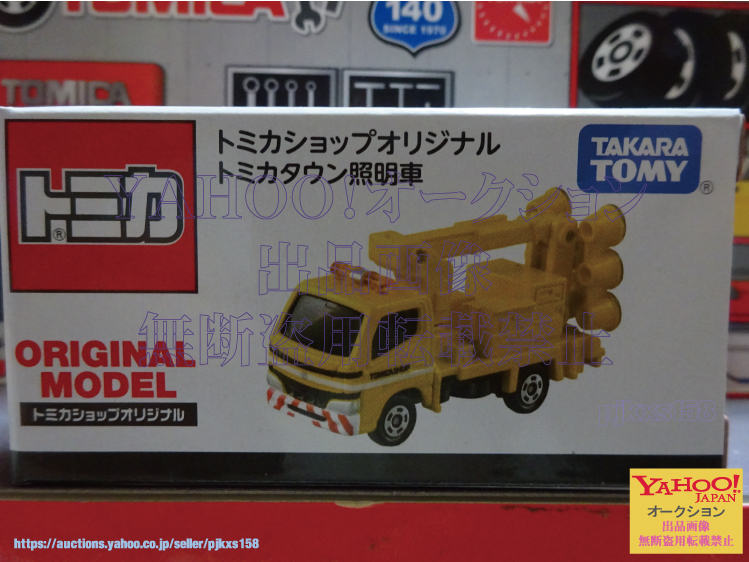 TOMICA
140
SINCE 1970
TOMICA
トミカ
®
トミカショップオリジナル
トミカタウン照明車
TAKARA
TOMY
®
YAHOO!オークション
出品画像
無断盗用転載禁止
ORIGINAL
MODEL
トミカショップオリジナル
pjkxs158
YAHOO!
JAPAN
オークション
出品画像
無断盗用転載禁止
https://auctions.yahoo.co.jp/seller/pjkxs158